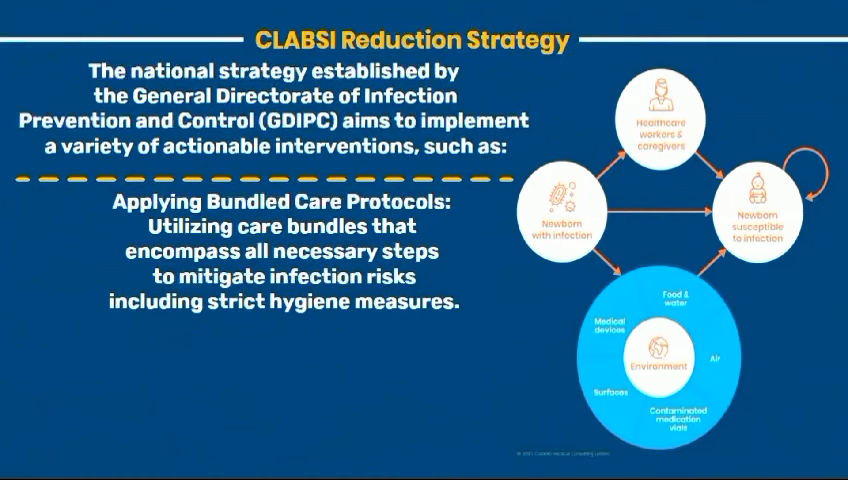 CLABSI Reduction Strategy
The national strategy established by
the General Directorate of Infection
Prevention and Control (GDIPC) aims to implement
a variety of actionable interventions, such as:
Applying Bundled Care Protocols:
Utilizing care bundles that
encompass all necessary steps
to mitigate infection risks
including strict hygiene measures.
Healthcare
workers &
caregivers
Newborn
with infection
Newborn
susceptible
to infection
Food &
water
Medical
devices
Environment
Air
Surfaces
Contaminated
medication
vials